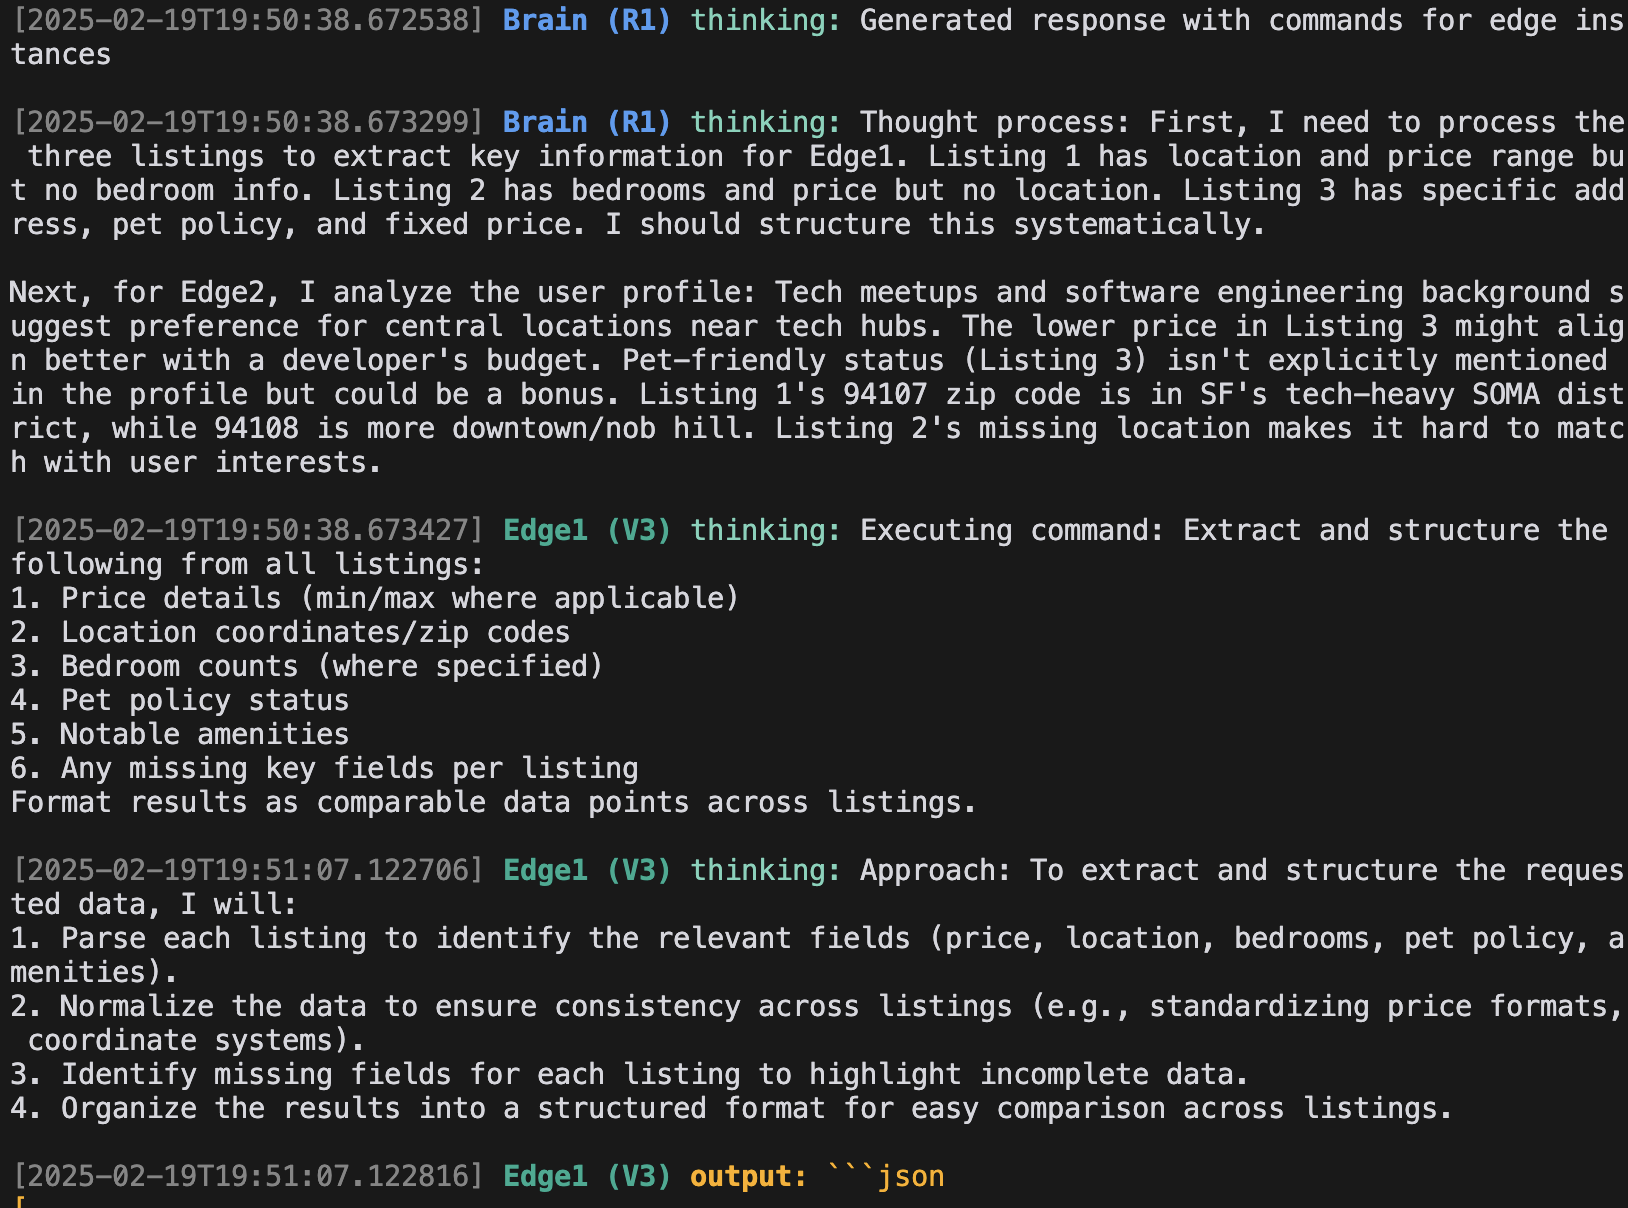 [2025-02-19T19:50:38.672538] Brain (R1) thinking: Generated response with commands for edge ins
tances
[2025-02-19T19:50:38.673299] Brain (R1) thinking: Thought process: First, I need to process the
 three listings to extract key information for Edge1. Listing 1 has location and price range bu
t no bedroom info. Listing 2 has bedrooms and price but no location. Listing 3 has specific add
ress, pet policy, and fixed price. I should structure this systematically.
Next, for Edge2, I analyze the user profile: Tech meetups and software engineering background s
uggest preference for central locations near tech hubs. The lower price in Listing 3 might alig
n better with a developer's budget. Pet-friendly status (Listing 3) isn't explicitly mentioned
in the profile but could be a bonus. Listing 1's 94107 zip code is in SF's tech-heavy SOMA dist
rict, while 94108 is more downtown/nob hill. Listing 2's missing location makes it hard to matc
h with user interests.
[2025-02-19T19:50:38.673427] Edge1 (V3) thinking: Executing command: Extract and structure the
following from all listings:
1. Price details (min/max where applicable)
2. Location coordinates/zip codes
3. Bedroom counts (where specified)
4. Pet policy status
5. Notable amenities
6. Any missing key fields per listing
Format results as comparable data points across listings.
[2025-02-19T19:51:07.122706] Edge1 (V3) thinking: Approach: To extract and structure the reques
ted data, I will:
1. Parse each listing to identify the relevant fields (price, location, bedrooms, pet policy, a
menities).
2. Normalize the data to ensure consistency across listings (e.g., standardizing price formats,
 coordinate systems).
3. Identify missing fields for each listing to highlight incomplete data.
4. Organize the results into a structured format for easy comparison across listings.
[2025-02-19T19:51:07.122816] Edge1 (V3) output: ```json